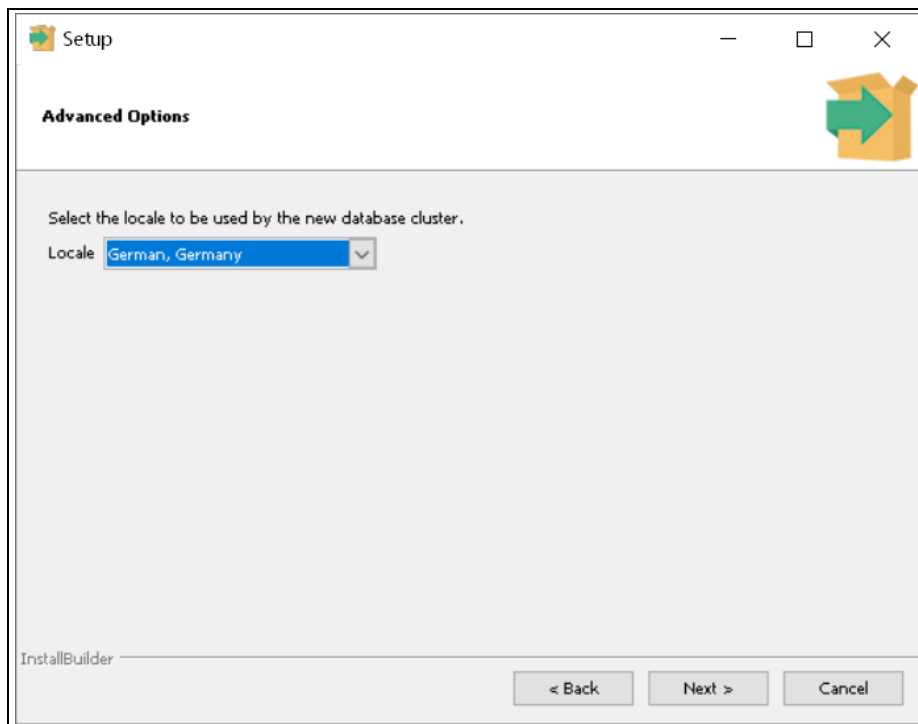 Setup
Advanced Options
Select the locale to be used by the new database cluster.
Locale German, Germany
InstallBuilder
< Back Next > Cancel